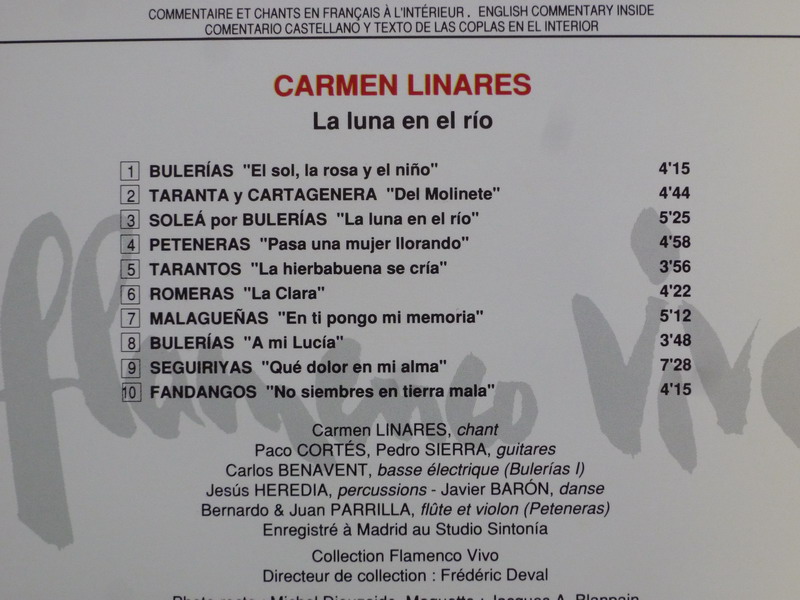 COMMENTAIRE ET CHANTS EN FRANÇAIS À L'INTÉRIEUR. ENGLISH COMMENTARY INSIDE
COMENTARIO CASTELLANO Y TEXTO DE LAS COPLAS EN EL INTERIOR
CARMEN LINARES
La luna en el río
1 BULERÍAS "El sol, la rosa y el niño" 4'15
2 TARANTA y CARTAGENERA "Del Molinete" 4'44
3 SOLEÁ por BULERÍAS "La luna en el río" 5'25
4 PETENERAS "Pasa una mujer llorando" 4'58
5 TARANTOS "La hierbabuena se cría" 3'56
6 ROMERAS "La Clara" 4'22
7 MALAGUEÑAS "En ti pongo mi memoria" 5'12
8 BULERÍAS "A mi Lucía" 3'48
9 SEGUIRIYAS "Qué dolor en mi alma" 7'28
10 FANDANGOS "No siembres en tierra mala" 4'15
flamenco vivo
Carmen LINARES, chant
Paco CORTÉS, Pedro SIERRA, guitares
Carlos BENAVENT, basse électrique (Bulerías I)
Jesús HEREDIA, percussions - Javier BARÓN, danse
Bernardo & Juan PARRILLA, flûte et violon (Peteneras)
Enregistré à Madrid au Studio Sintonía
Collection Flamenco Vivo
Directeur de collection : Frédéric Deval